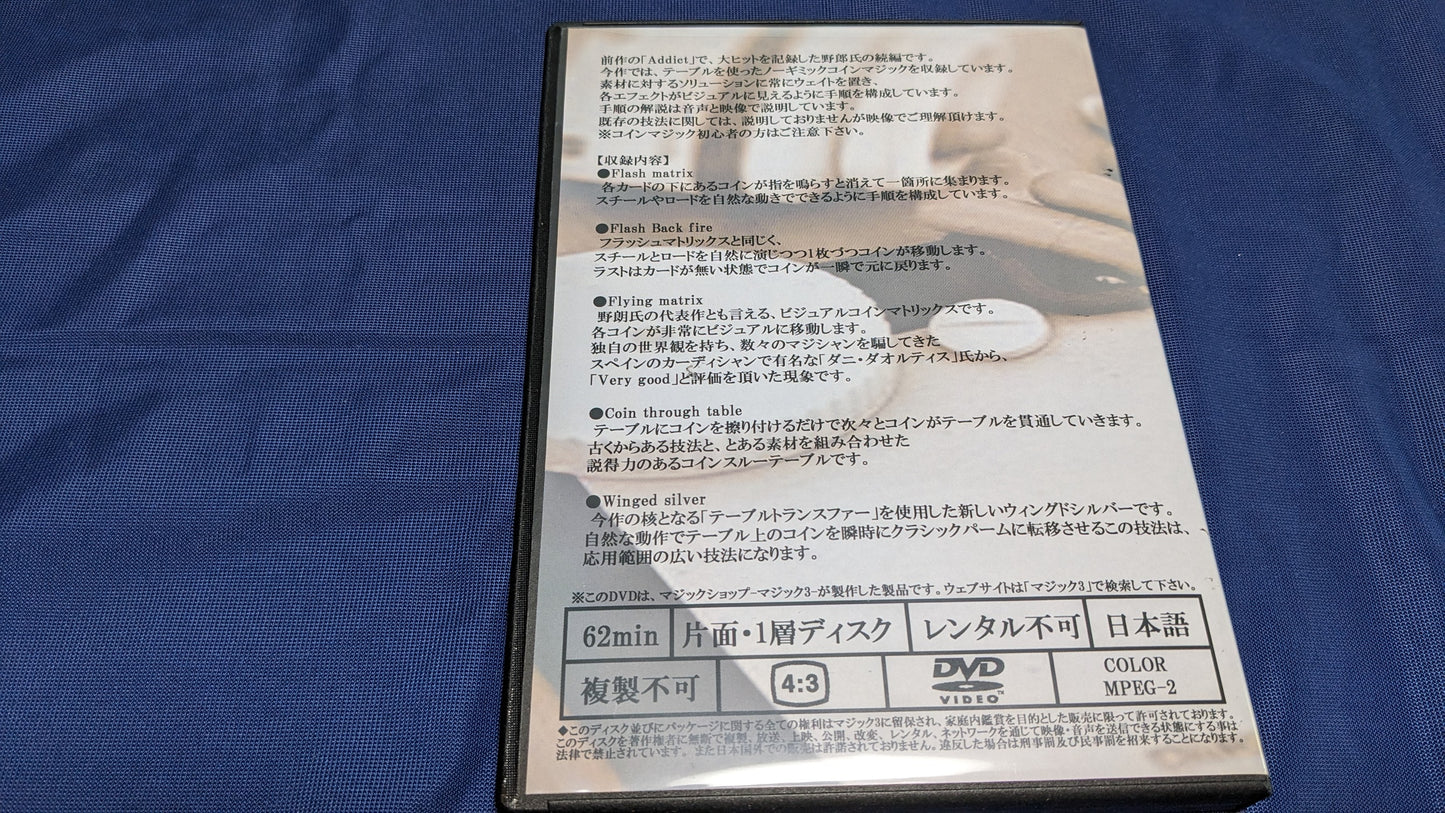 前作の「Addict」で、大ヒットを記録した野郎氏の続編です。
今作では、テーブルを使ったノーギミックコインマジックを収録しています。
素材に対するソリューションに常にウェイトを置き、
各エフェクトがビジュアルに見えるように手順を構成しています。
手順の解説は音声と映像で説明しています。
既存の技法に関しては、説明しておりませんが映像でご理解頂けます。
※コインマジック初心者の方はご注意下さい。
【収録内容】
●Flash matrix
各カードの下にあるコインが指を鳴らすと消えて一箇所に集まります。
スチールやロードを自然な動きでできるように手順を構成しています。
●Flash Back fire
フラッシュマトリックスと同じく、
スチールとロードを自然に演じつつ1枚づつコインが移動します。
ラストはカードが無い状態でコインが一瞬で元に戻ります。
●Flying matrix
野朗氏の代表作とも言える、ビジュアルコインマトリックスです。
各コインが非常にビジュアルに移動します。
独自の世界観を持ち、数々のマジシャンを騙してきた
スペインのカーディシャンで有名な「ダニ・ダオルティス」氏から、
「Very good」と評価を頂いた現象です。
●Coin through table
テーブルにコインを擦り付けるだけで次々とコインがテーブルを貫通していきます。
古くからある技法と、とある素材を組み合わせた
説得力のあるコインスルーテーブルです。
●Winged silver
今作の核となる「テーブルトランスファー」を使用した新しいウィングドシルバーです。
自然な動作でテーブル上のコインを瞬時にクラシックパームに転移させるこの技法は、
応用範囲の広い技法になります。
※このDVDは、マジックショップ-マジック3-が製作した製品です。ウェブサイトは「マジック3」で検索して下さい。
62min 片面・1層ディスク レンタル不可 日本語
複製不可 4:3 DVD VIDEO TM COLOR MPEG-2
◆このディスク並びにパッケージに関する全ての権利はマジック3に留保され、家庭内鑑賞を目的とした販売に限って許可されております。
このディスクを著作権者に無断で複製、放送、上映、公開、改変、レンタル、ネットワークを通じて映像・音声を送信できる状態にする事は
法律で禁止されています。また日本国外での販売は許諾されておりません。違反した場合は刑事罰及び民事罰を招来することになります。